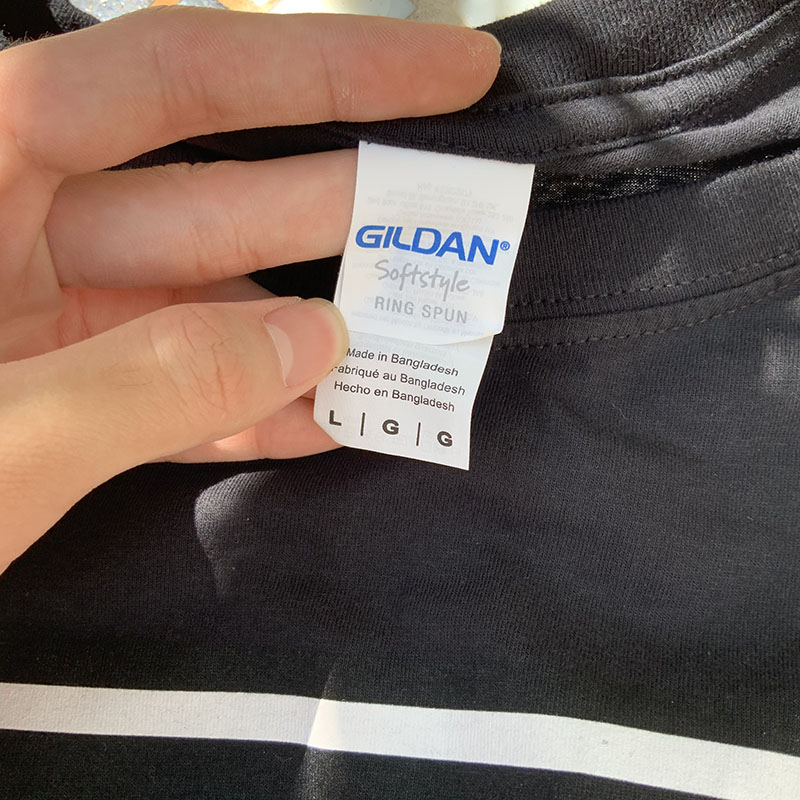 GILDAN®
Softstyle
RING SPUN
Made in Bangladesh
Fabriqué au Bangladesh
Hecho en Bangladesh
L | G | G